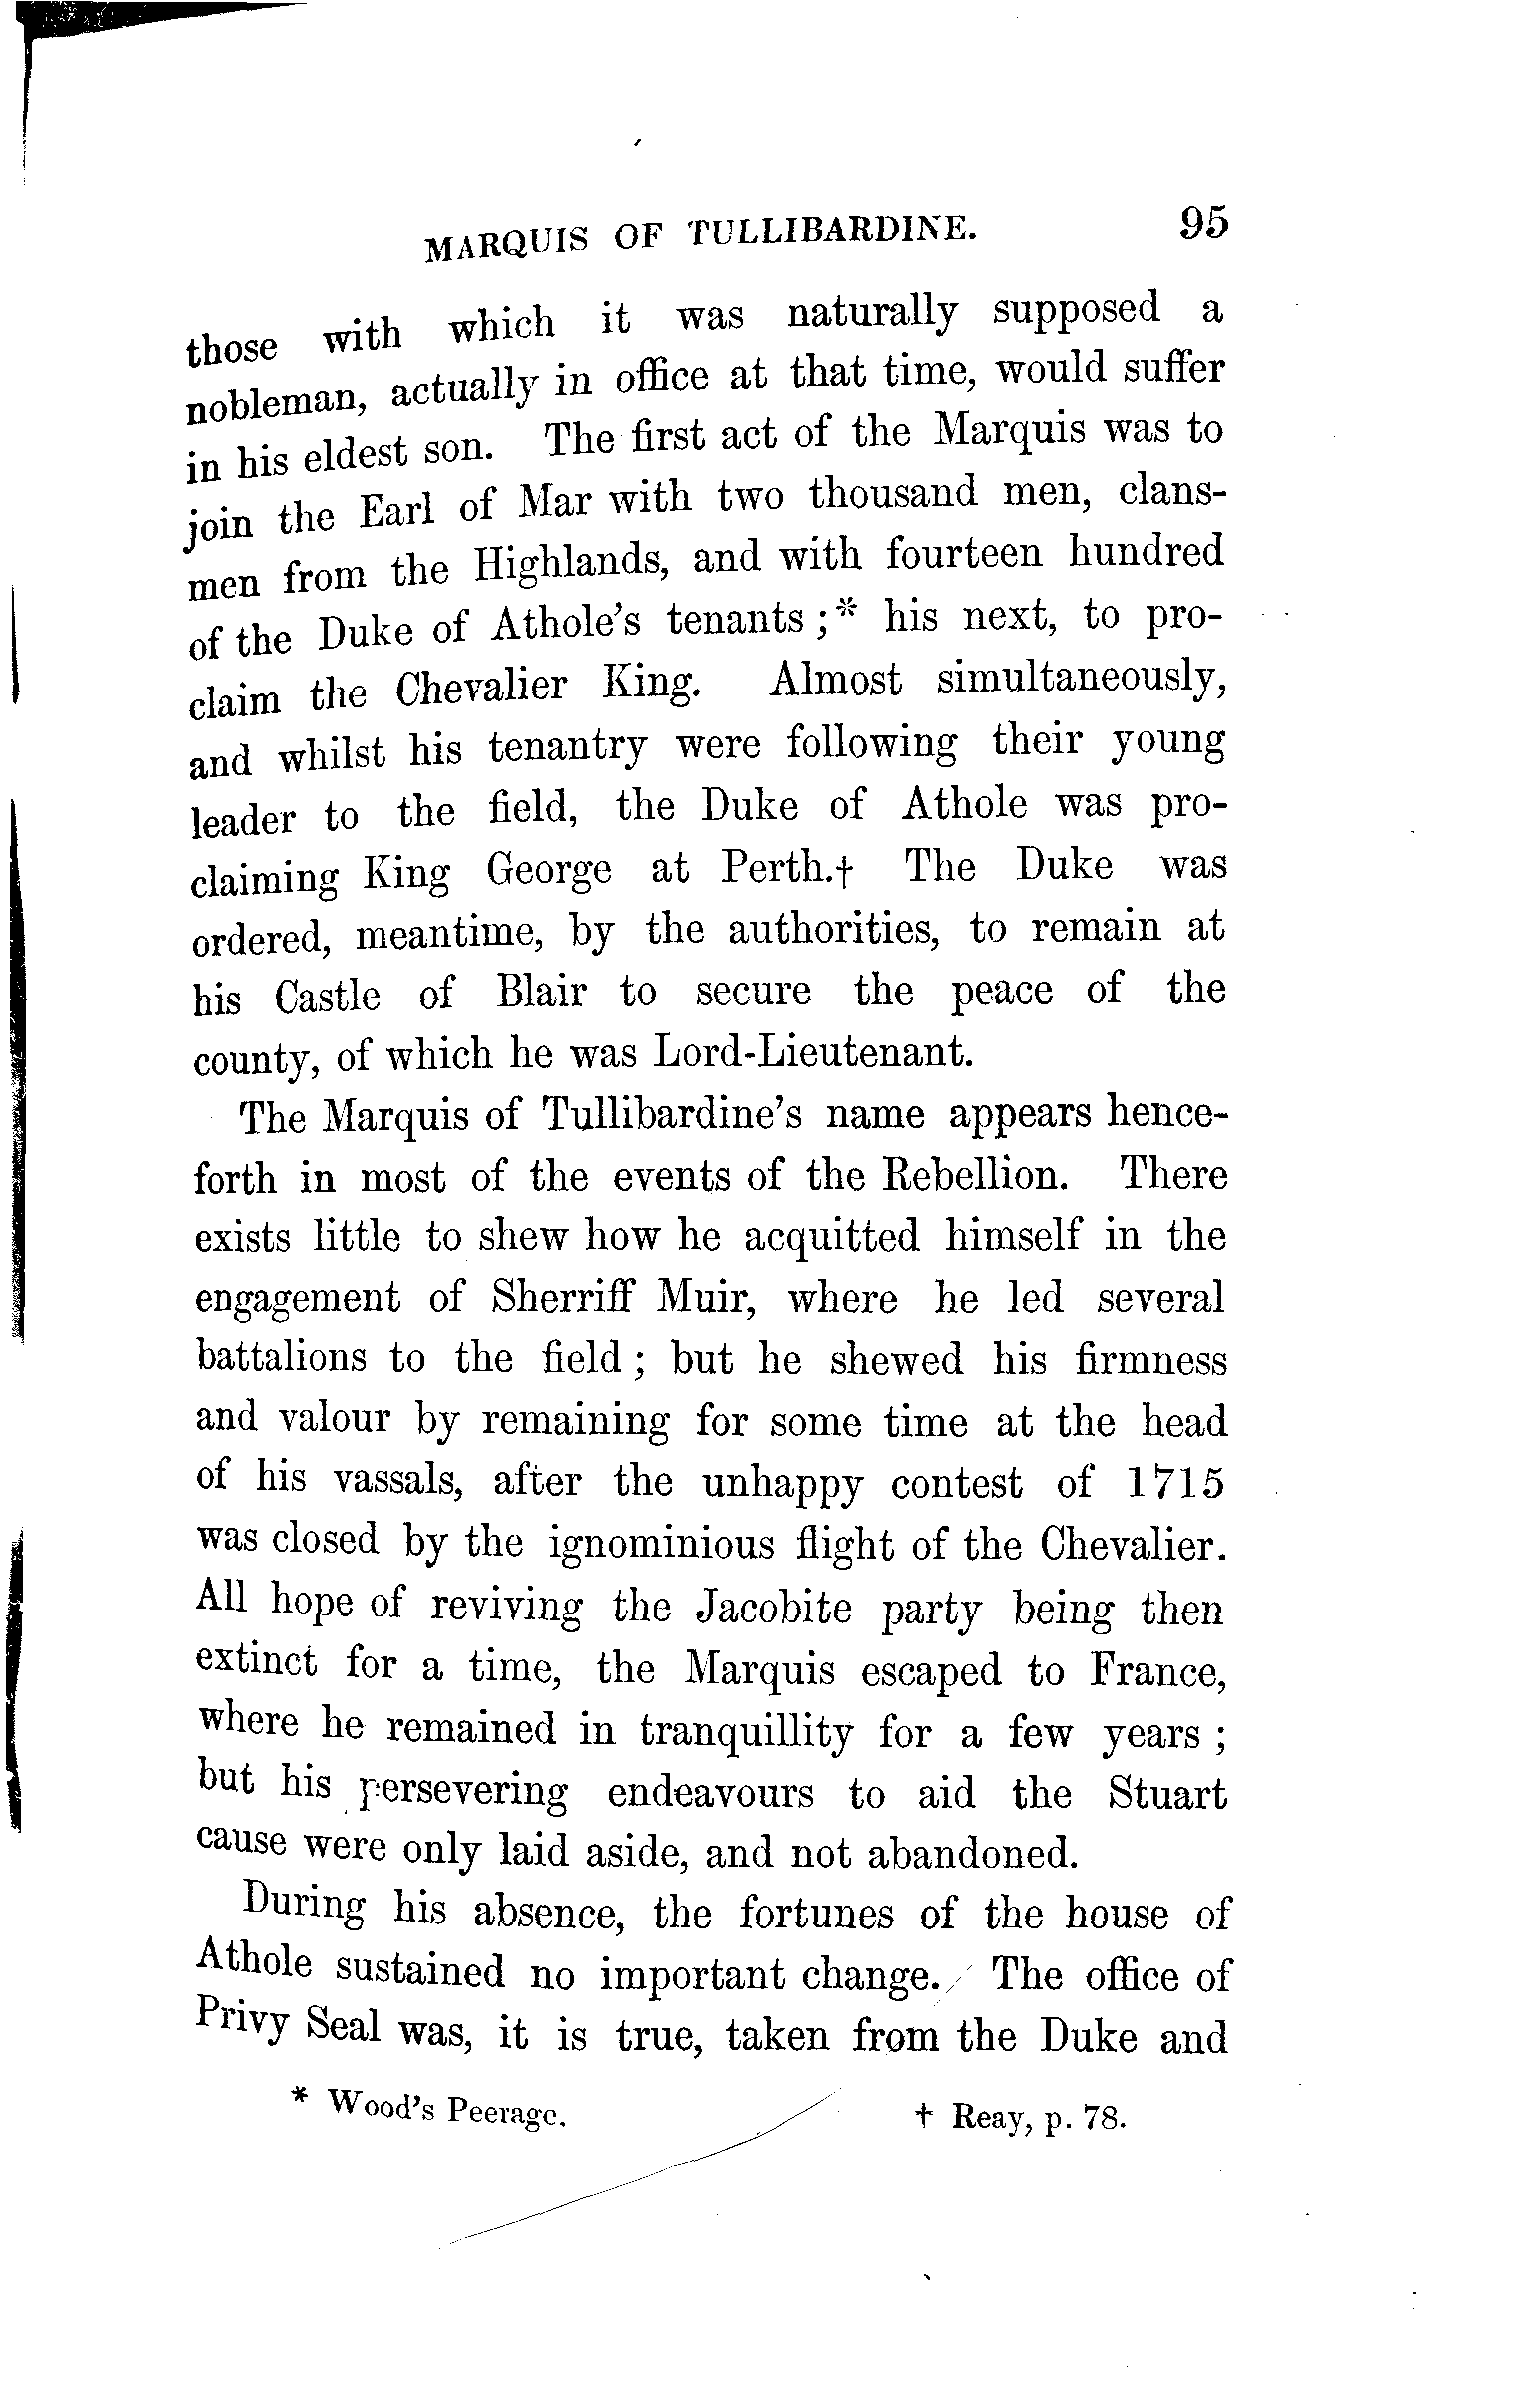 MARQUIS OF TULLIBARDINE. 95
those with which it was naturally supposed a
nobleman, actually in office at that time, would suffer
in his eldest son. The first act of the Marquis was to
join the Earl of Mar with two thousand men, clans-
men from the Highlands, and with fourteen hundred
of the Duke of Athole's tenants ;* his next, to pro-
claim the Chevalier King. Almost simultaneously,
and whilst his tenantry were following their young
leader to the field, the Duke of Athole was pro-
claiming King George at Perth.† The Duke was
ordered, meantime, by the authorities, to remain at
his Castle of Blair to secure the peace of the
county, of which he was Lord-Lieutenant.
The Marquis of Tullibardine's name appears hence-
forth in most of the events of the Rebellion. There
exists little to shew how he acquitted himself in the
engagement of Sherriff Muir, where he led several
battalions to the field ; but he shewed his firmness
and valour by remaining for some time at the head
of his vassals, after the unhappy contest of 1715
was closed by the ignominious flight of the Chevalier.
All hope of reviving the Jacobite party being then
extinct for a time, the Marquis escaped to France,
where he remained in tranquillity for a few years ;
but his persevering endeavours to aid the Stuart
cause were only laid aside, and not abandoned.
During his absence, the fortunes of the house of
Athole sustained no important change. The office of
Privy Seal was, it is true, taken from the Duke and
* Wood's Peerage. † Reay, p. 78.